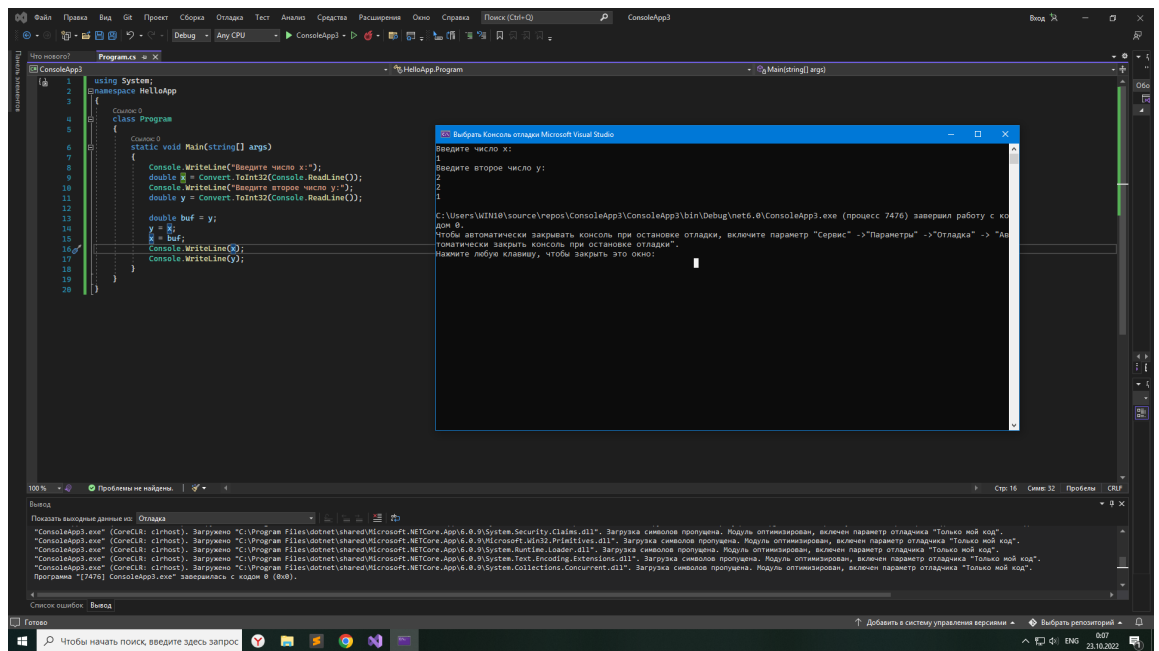 Файл Правка Вид Git Проект Сборка Отладка Тест Анализ Средства Расширения Окно Справка Поиск (Ctrl+Q) ConsoleApp3 Вход
Debug Any CPU ConsoleApp3
Панель элементов
Что нового? Program.cs
ConsoleApp3 HelloApp.Program Main(string[] args)
1 using System;
2 namespace HelloApp
3 {
Ссылок: 0
4 class Program
5 {
Ссылок: 0
6 static void Main(string[] args)
7 {
8 Console.WriteLine("Введите число x:");
9 double x = Convert.ToInt32(Console.ReadLine());
10 Console.WriteLine("Введите второе число y:");
11 double y = Convert.ToInt32(Console.ReadLine());
12
13 double buf = y;
14 y = x;
15 x = buf;
16 Console.WriteLine(x);
17 Console.WriteLine(y);
18 }
19 }
20 }
Выбрать Консоль отладки Microsoft Visual Studio
Введите число x:
1
Введите второе число y:
2
2
1
C:\Users\WIN10\source\repos\ConsoleApp3\ConsoleApp3\bin\Debug\net6.0\ConsoleApp3.exe (процесс 7476) завершил работу с ко
дом 0.
Чтобы автоматически закрывать консоль при остановке отладки, включите параметр "Сервис" ->"Параметры" ->"Отладка" -> "Ав
томатически закрыть консоль при остановке отладки".
Нажмите любую клавишу, чтобы закрыть это окно:
Обо
100 % Проблемы не найдены. Стр: 16 Симв: 32 Пробелы CRLF
Вывод
Показать выходные данные из: Отладка
"ConsoleApp3.exe" (CoreCLR: clrhost). Загружено "C:\Program Files\dotnet\shared\Microsoft.NETCore.App\6.0.9\System.Security.Claims.dll". Загрузка символов пропущена. Модуль оптимизирован, включен параметр отладчика "Только мой код".
"ConsoleApp3.exe" (CoreCLR: clrhost). Загружено "C:\Program Files\dotnet\shared\Microsoft.NETCore.App\6.0.9\Microsoft.Win32.Primitives.dll". Загрузка символов пропущена. Модуль оптимизирован, включен параметр отладчика "Только мой код".
"ConsoleApp3.exe" (CoreCLR: clrhost). Загружено "C:\Program Files\dotnet\shared\Microsoft.NETCore.App\6.0.9\System.Runtime.Loader.dll". Загрузка символов пропущена. Модуль оптимизирован, включен параметр отладчика "Только мой код".
"ConsoleApp3.exe" (CoreCLR: clrhost). Загружено "C:\Program Files\dotnet\shared\Microsoft.NETCore.App\6.0.9\System.Text.Encoding.Extensions.dll". Загрузка символов пропущена. Модуль оптимизирован, включен параметр отладчика "Только мой код".
"ConsoleApp3.exe" (CoreCLR: clrhost). Загружено "C:\Program Files\dotnet\shared\Microsoft.NETCore.App\6.0.9\System.Collections.Concurrent.dll". Загрузка символов пропущена. Модуль оптимизирован, включен параметр отладчика "Только мой код".
Программа "[7476] ConsoleApp3.exe" завершилась с кодом 0 (0x0).
Список ошибок Вывод
Готово Добавить в систему управления версиями Выбрать репозиторий
Чтобы начать поиск, введите здесь запрос ENG 0:07
23.10.2022